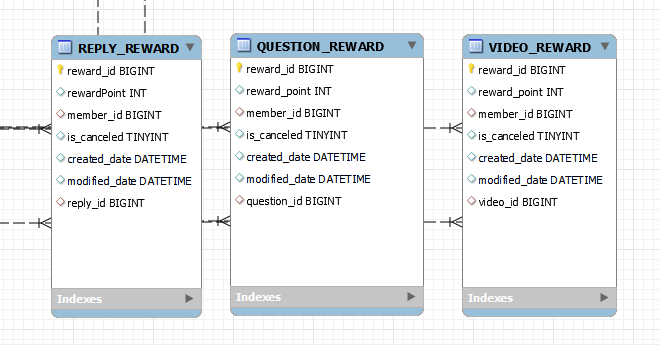 REPLY_REWARD
reward_id BIGINT
rewardPoint INT
member_id BIGINT
is_canceled TINYINT
created_date DATETIME
modified_date DATETIME
reply_id BIGINT
Indexes
QUESTION_REWARD
reward_id BIGINT
reward_point INT
member_id BIGINT
is_canceled TINYINT
created_date DATETIME
modified_date DATETIME
question_id BIGINT
Indexes
VIDEO_REWARD
reward_id BIGINT
reward_point INT
member_id BIGINT
is_canceled TINYINT
created_date DATETIME
modified_date DATETIME
video_id BIGINT
Indexes